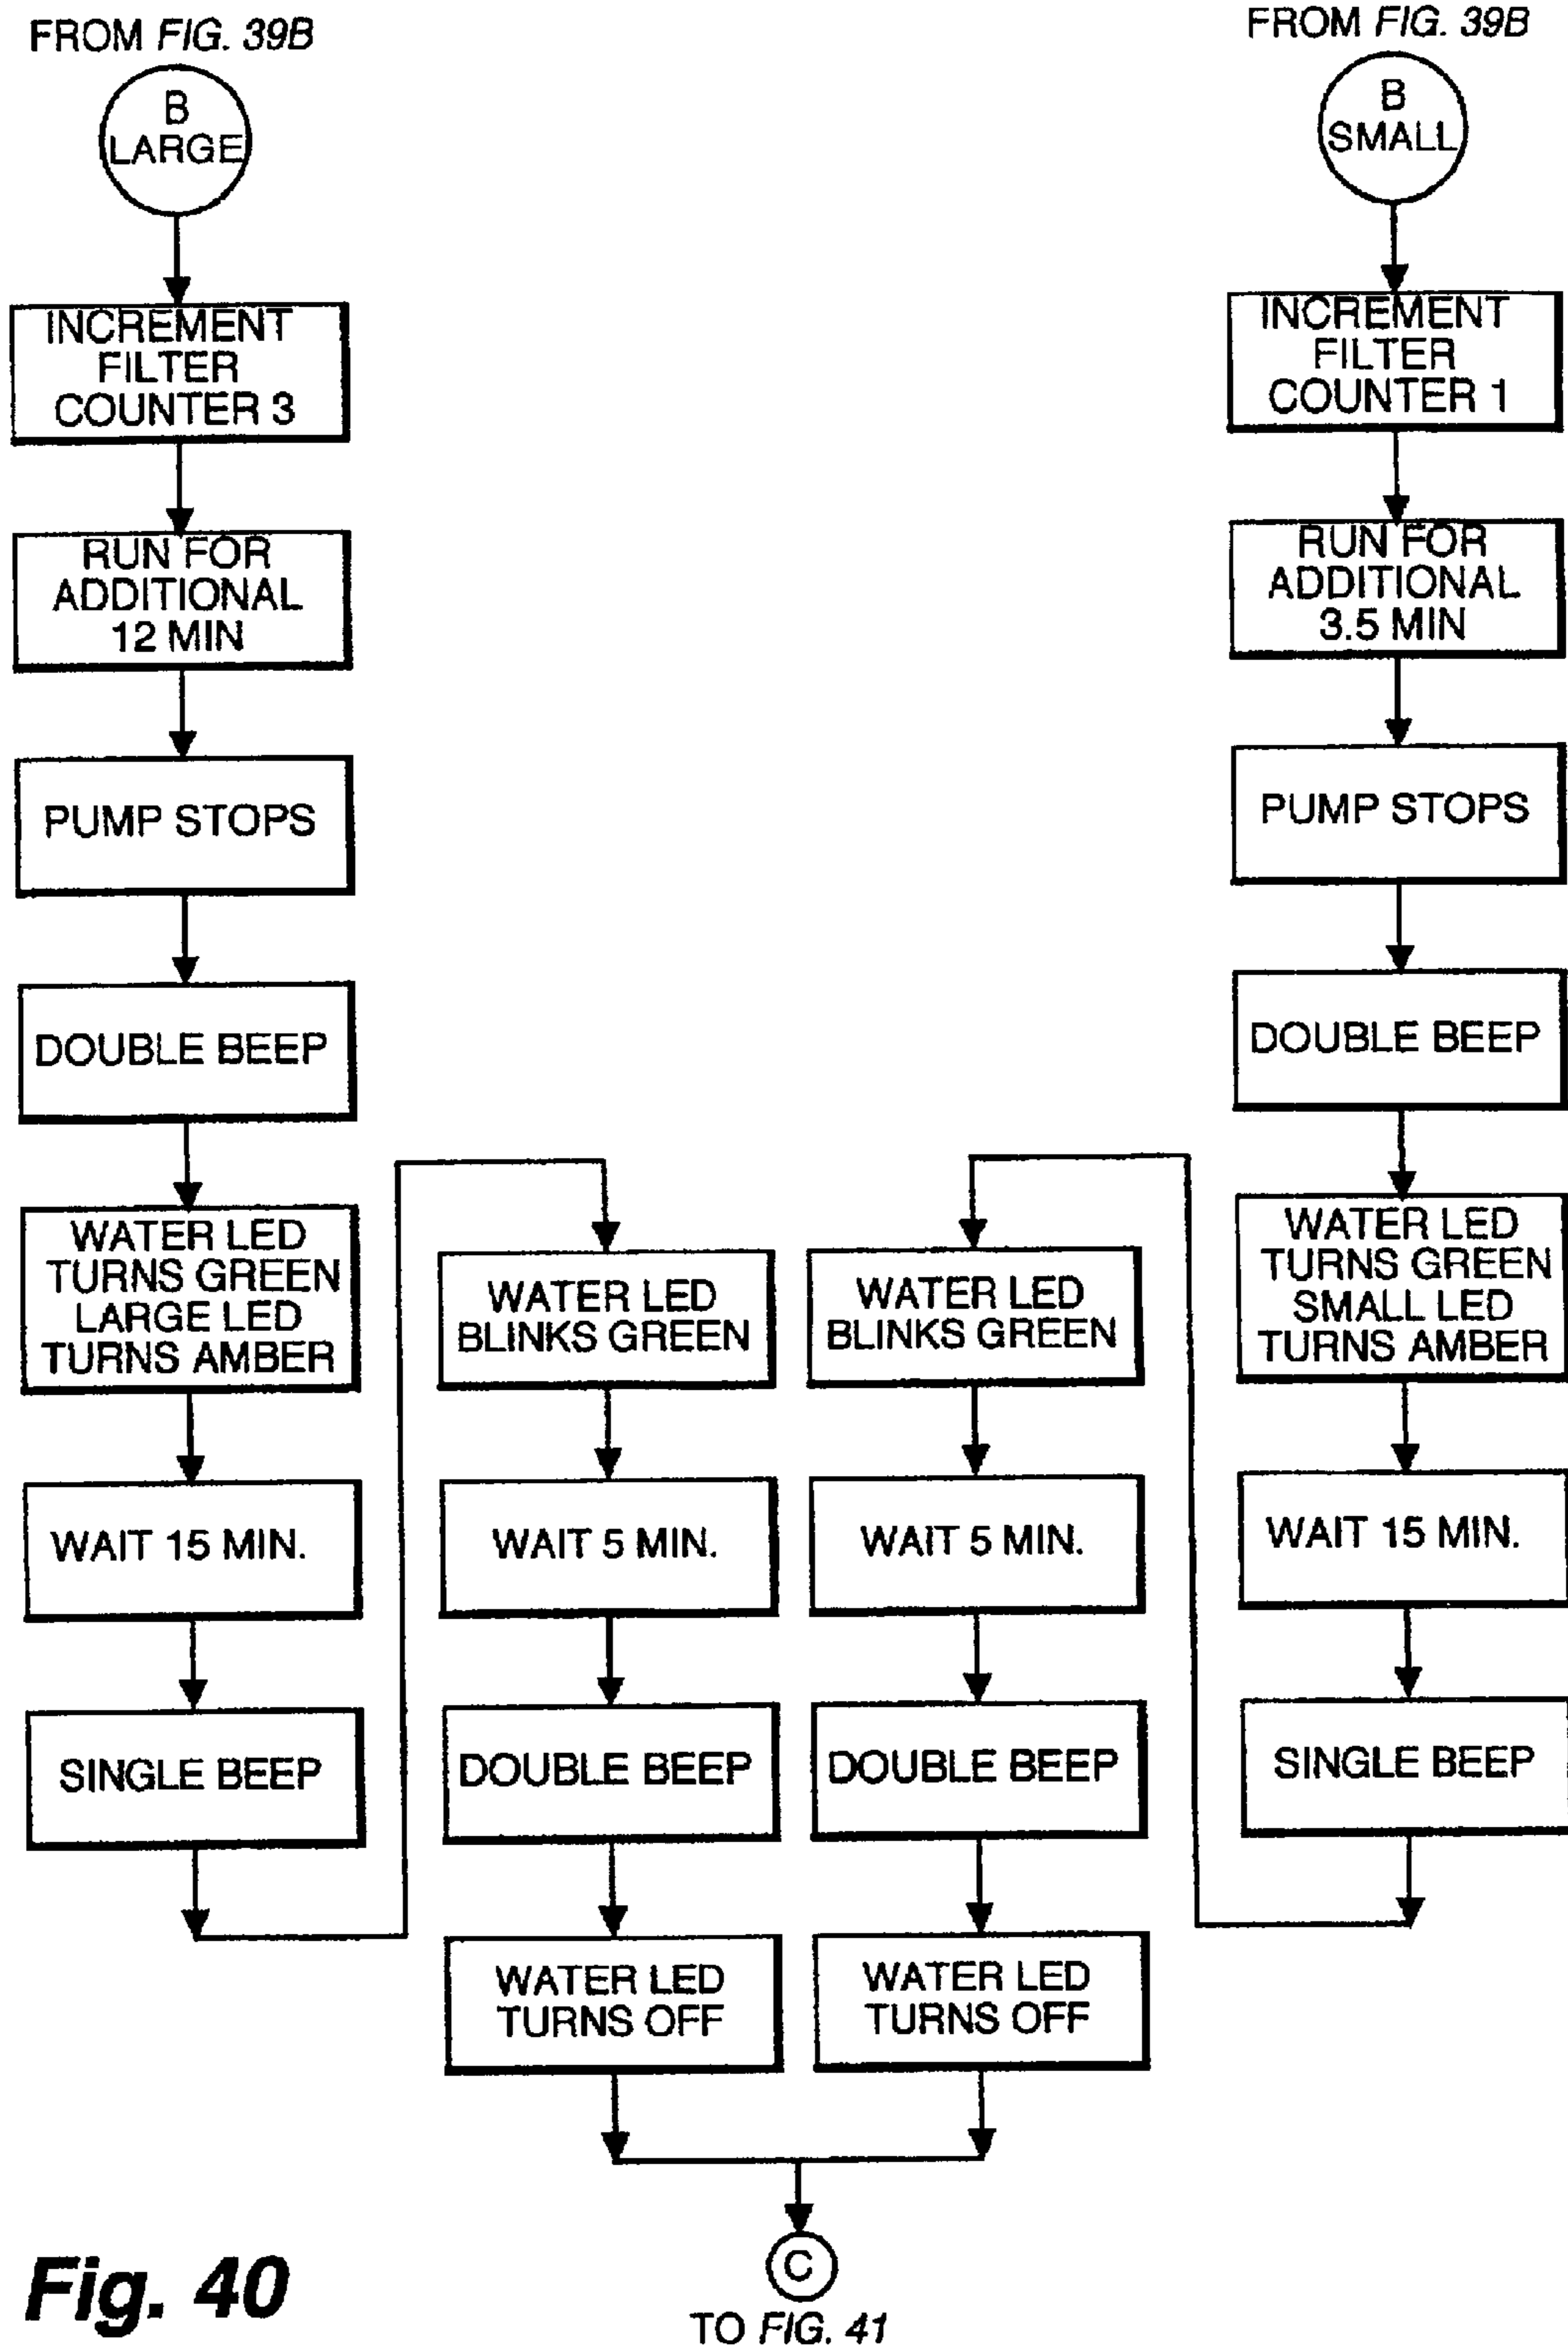 FROM FIG. 39B
B
LARGE
INCREMENT
FILTER
COUNTER 3
RUN FOR
ADDITIONAL
12 MIN
PUMP STOPS
DOUBLE BEEP
WATER LED
TURNS GREEN
LARGE LED
TURNS AMBER
WAIT 15 MIN.
SINGLE BEEP
WATER LED
BLINKS GREEN
WAIT 5 MIN.
DOUBLE BEEP
WATER LED
TURNS OFF
FROM FIG. 39B
B
SMALL
INCREMENT
FILTER
COUNTER 1
RUN FOR
ADDITIONAL
3.5 MIN
PUMP STOPS
DOUBLE BEEP
WATER LED
TURNS GREEN
SMALL LED
TURNS AMBER
WAIT 15 MIN.
SINGLE BEEP
WATER LED
BLINKS GREEN
WAIT 5 MIN.
DOUBLE BEEP
WATER LED
TURNS OFF
C
TO FIG. 41
Fig. 40